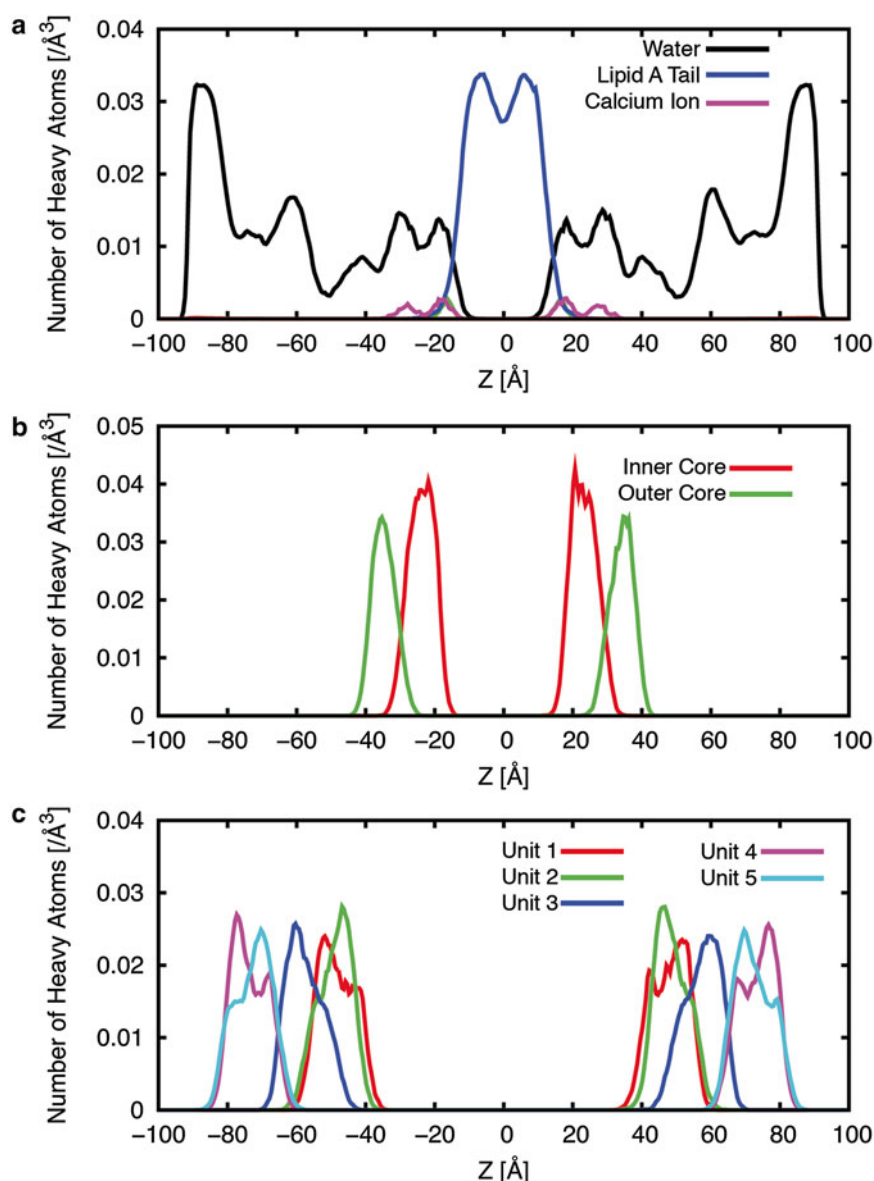 a
Number of Heavy Atoms [/Å³]
0.04
0.03
0.02
0.01
0
Water
Lipid A Tail
Calcium Ion
−100 −80 −60 −40 −20 0 20 40 60 80 100
Z [Å]
b
Number of Heavy Atoms [/Å³]
0.05
0.04
0.03
0.02
0.01
0
Inner Core
Outer Core
−100 −80 −60 −40 −20 0 20 40 60 80 100
Z [Å]
c
Number of Heavy Atoms [/Å³]
0.04
0.03
0.02
0.01
0
Unit 1
Unit 2
Unit 3
Unit 4
Unit 5
−100 −80 −60 −40 −20 0 20 40 60 80 100
Z [Å]